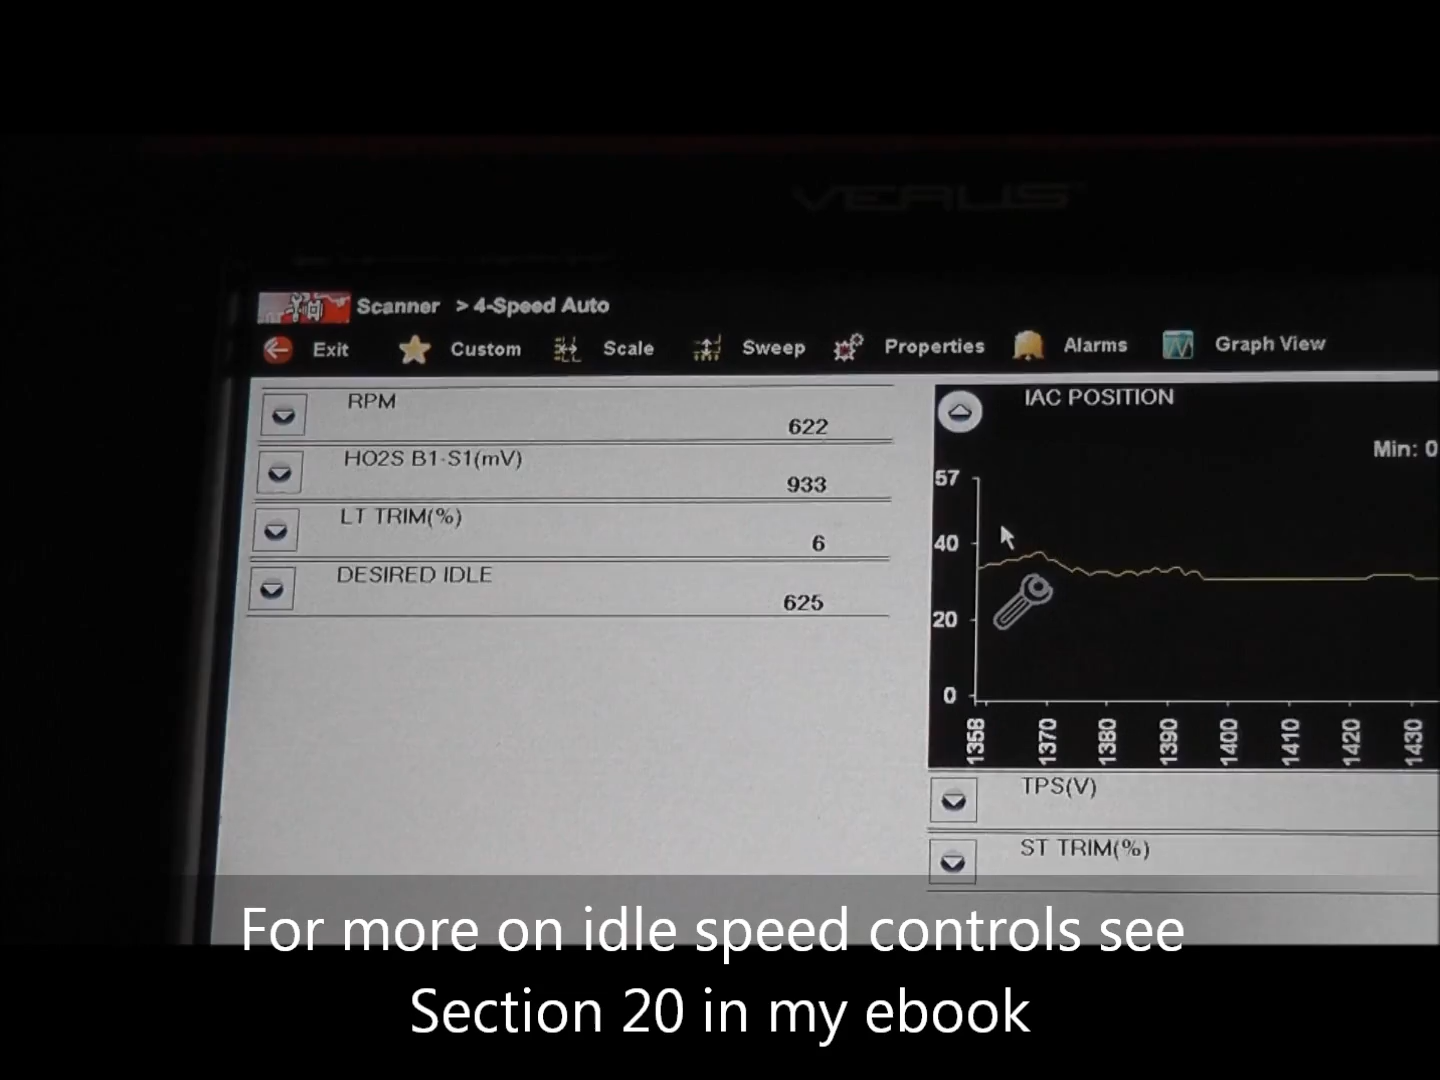 VERUS
Scanner > 4-Speed Auto
Exit Custom Scale Sweep Properties Alarms Graph View
RPM
622
HO2S B1-S1(mV)
933
LT TRIM(%)
6
DESIRED IDLE
625
IAC POSITION
Min: 0
57
40
20
0
1358 1370 1380 1390 1400 1410 1420 1430
TPS(V)
ST TRIM(%)
For more on idle speed controls see
Section 20 in my ebook